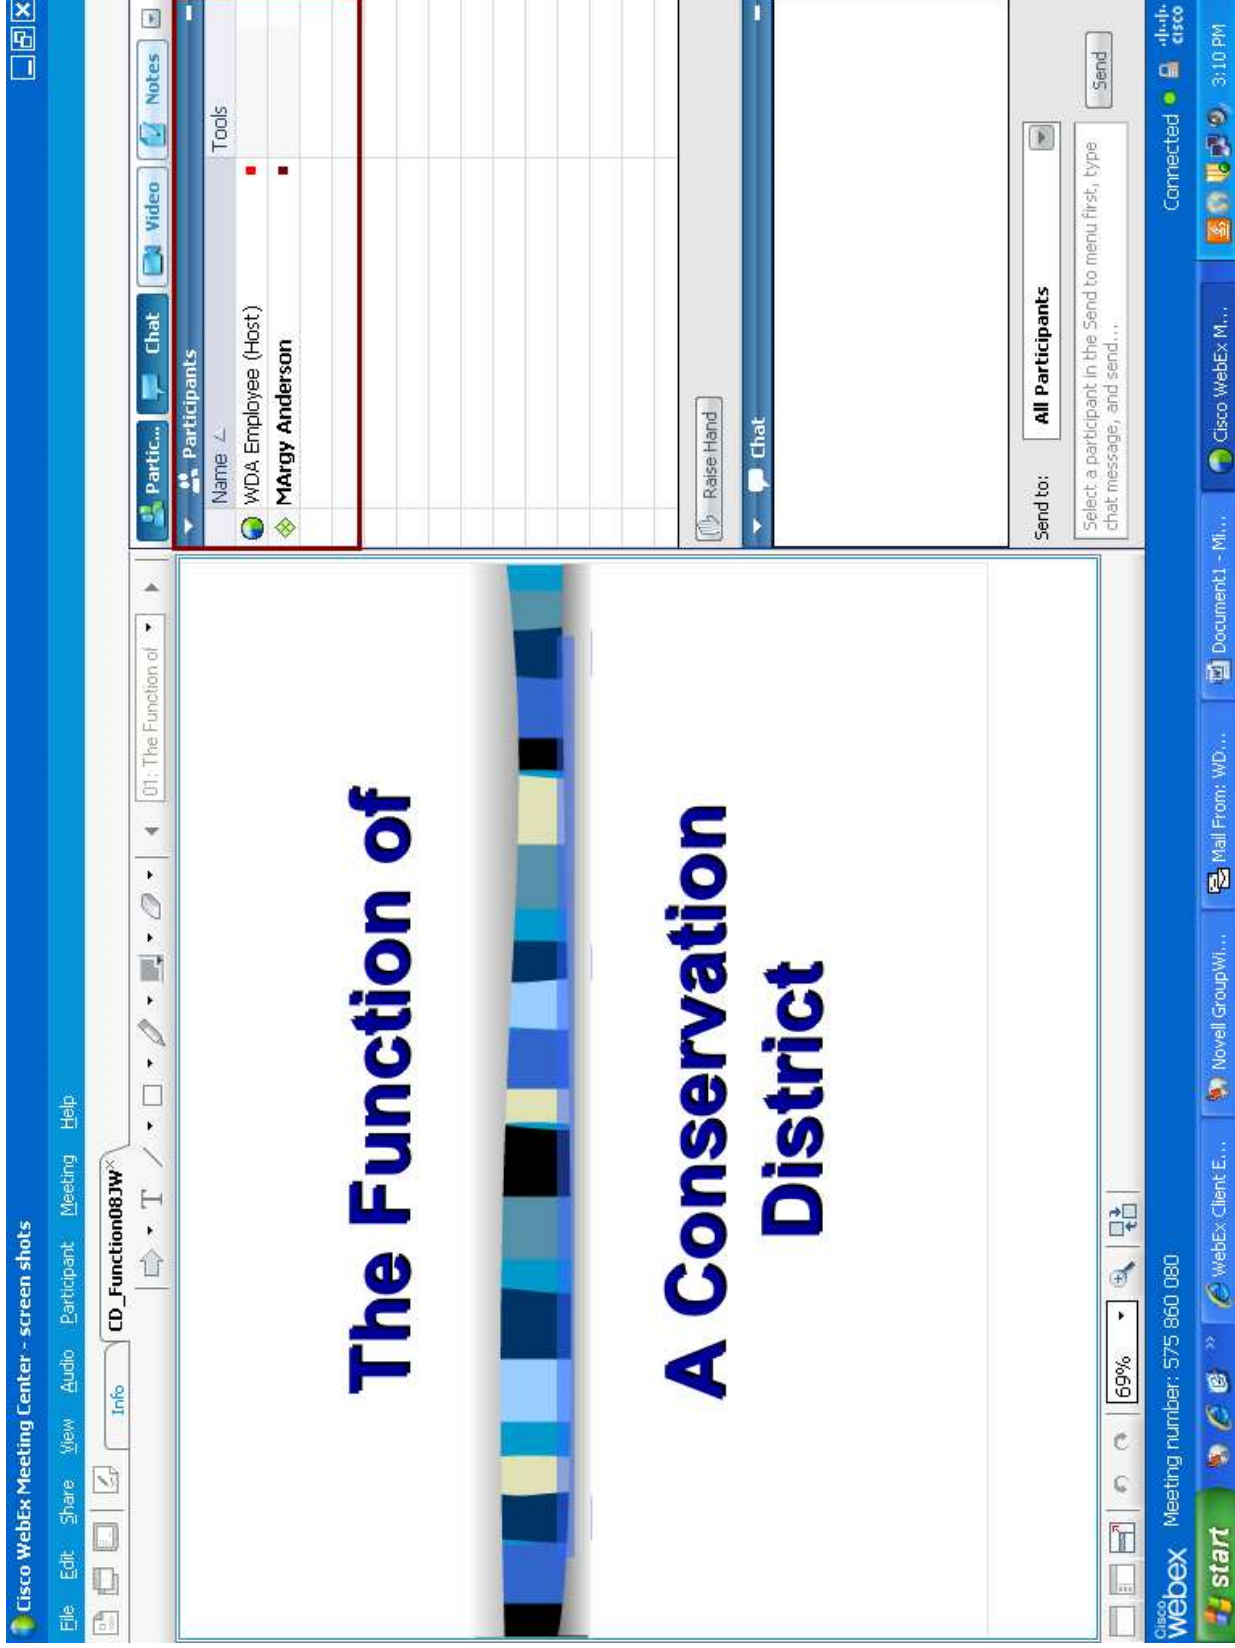 Cisco WebEx Meeting Center - screen shots
File Edit Share View Audio Participant Meeting Help
Info CD_Function08JW
T 01: The Function of
The Function of
A Conservation
District
Partic... Chat Video Notes
Participants
Name Tools
WDA Employee (Host)
MArgy Anderson
Raise Hand
Chat
Send to: All Participants
Select a participant in the Send to menu first, type
chat message, and send...
Send
69%
Cisco
webex Meeting number: 575 860 080 Connected cisco
start WebEx Client E... Novell GroupWi... Mail From: WD... Document1 - Mi... Cisco WebEx M... 3:10 PM